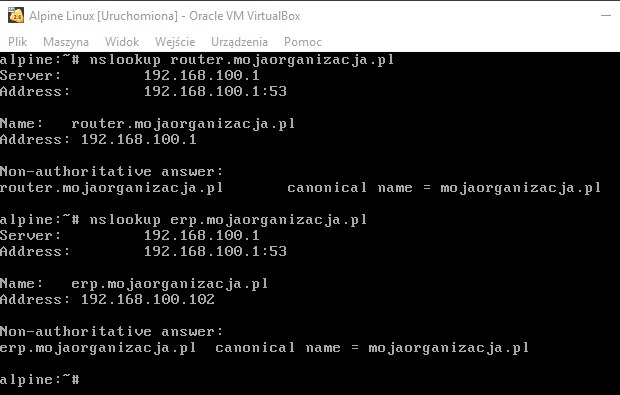 Alpine Linux [Uruchomiona] - Oracle VM VirtualBox
Plik Maszyna Widok Wejście Urządzenia Pomoc
alpine:~# nslookup router.mojaorganizacja.pl
Server: 192.168.100.1
Address: 192.168.100.1:53
Name: router.mojaorganizacja.pl
Address: 192.168.100.1
Non-authoritative answer:
router.mojaorganizacja.pl canonical name = mojaorganizacja.pl
alpine:~# nslookup erp.mojaorganizacja.pl
Server: 192.168.100.1
Address: 192.168.100.1:53
Name: erp.mojaorganizacja.pl
Address: 192.168.100.102
Non-authoritative answer:
erp.mojaorganizacja.pl canonical name = mojaorganizacja.pl
alpine:~#